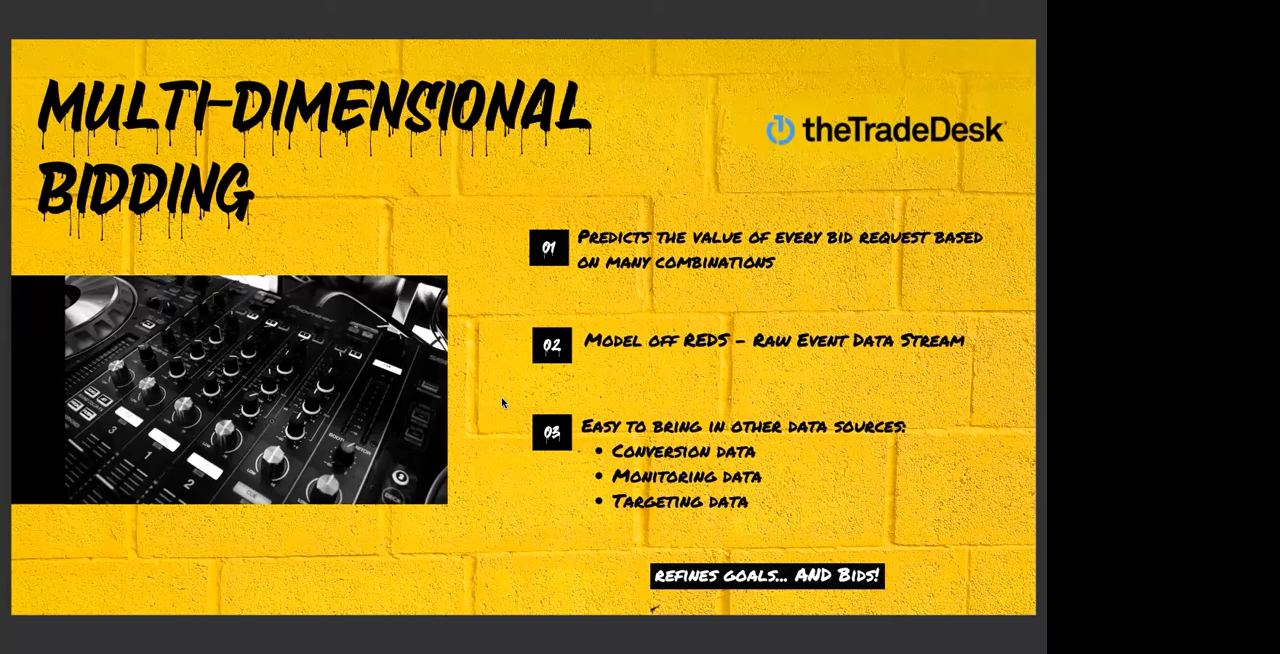 MULTI-DIMENSIONAL
BIDDING
theTradeDesk
01 PREDICTS THE VALUE OF EVERY BID REQUEST BASED
ON MANY COMBINATIONS
02 MODEL OFF REDS - RAW EVENT DATA STREAM
03 EASY TO BRING IN OTHER DATA SOURCES:
• CONVERSION DATA
• MONITORING DATA
• TARGETING DATA
REFINES GOALS... AND BIDS!